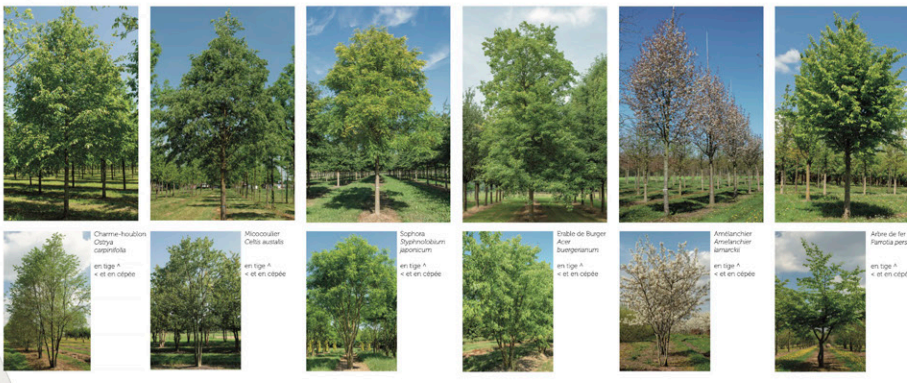 Charme-houblon
Ostrya
carpinifolia
en tige ^
< et en cépée
Micocoulier
Celtis australis
en tige ^
< et en cépée
Sophora
Styphnolobium
japonicum
en tige ^
< et en cépée
Erable de Burger
Acer
buergerianum
en tige ^
< et en cépée
Amélanchier
Amelanchier
lamarckii
en tige ^
< et en cépée
Arbre de fer
Parrotia pers
en tige ^
< et en cépée